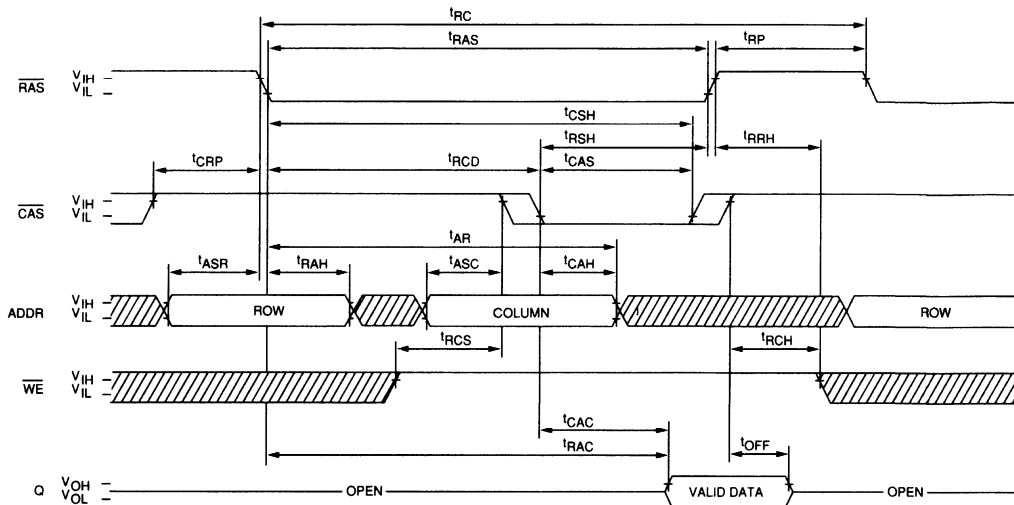 tRC
tRAS
tRP
RAS
VIH
VIL
tCSH
tRSH
tRRH
tCRP
tRCD
tCAS
CAS
VIH
VIL
tAR
tASR
tRAH
tASC
tCAH
ADDR
VIH
VIL
ROW
COLUMN
ROW
tRCS
tRCH
WE
VIH
VIL
tCAC
tRAC
tOFF
Q
VOH
VOL
OPEN
VALID DATA
OPEN